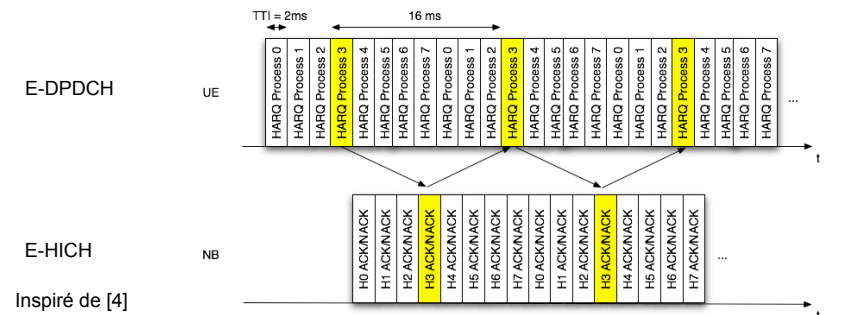 TTI = 2ms
16 ms
E-DPDCH
UE
HARQ Process 0
HARQ Process 1
HARQ Process 2
HARQ Process 3
HARQ Process 4
HARQ Process 5
HARQ Process 6
HARQ Process 7
HARQ Process 0
HARQ Process 1
HARQ Process 2
HARQ Process 3
HARQ Process 4
HARQ Process 5
HARQ Process 6
HARQ Process 7
HARQ Process 0
HARQ Process 1
HARQ Process 2
HARQ Process 3
HARQ Process 4
HARQ Process 5
HARQ Process 6
HARQ Process 7
...
t
E-HICH
NB
H0 ACK/NACK
H1 ACK/NACK
H2 ACK/NACK
H3 ACK/NACK
H4 ACK/NACK
H5 ACK/NACK
H6 ACK/NACK
H7 ACK/NACK
H0 ACK/NACK
H1 ACK/NACK
H2 ACK/NACK
H3 ACK/NACK
H4 ACK/NACK
H5 ACK/NACK
H6 ACK/NACK
H7 ACK/NACK
...
Inspiré de [4]